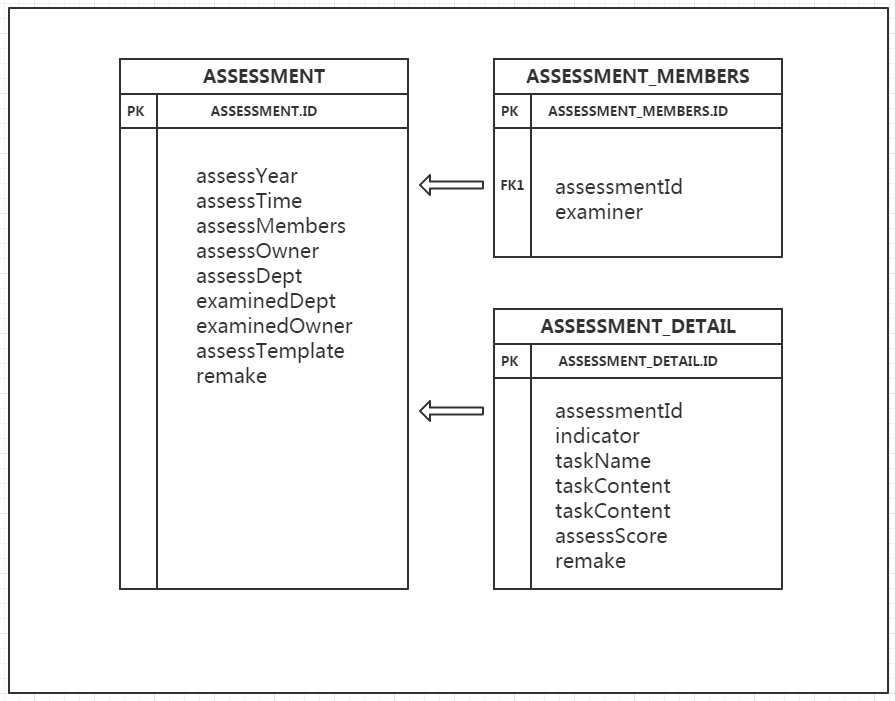 ASSESSMENT
PK ASSESSMENT.ID
assessYear
assessTime
assessMembers
assessOwner
assessDept
examinedDept
examinedOwner
assessTemplate
remake
ASSESSMENT_MEMBERS
PK ASSESSMENT_MEMBERS.ID
FK1 assessmentId
examiner
ASSESSMENT_DETAIL
PK ASSESSMENT_DETAIL.ID
assessmentId
indicator
taskName
taskContent
taskContent
assessScore
remake